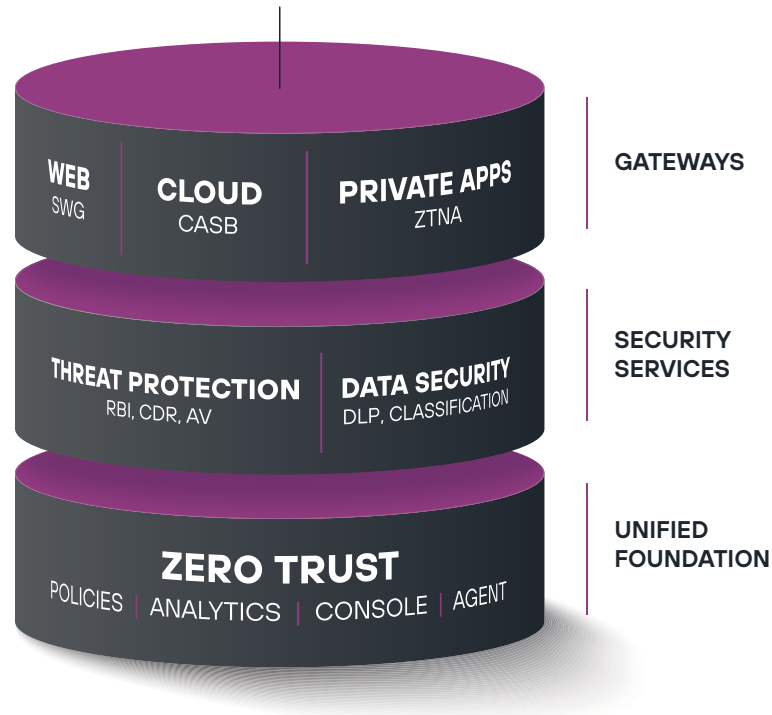 WEB
SWG
CLOUD
CASB
PRIVATE APPS
ZTNA
GATEWAYS
THREAT PROTECTION
RBI, CDR, AV
DATA SECURITY
DLP, CLASSIFICATION
SECURITY
SERVICES
ZERO TRUST
POLICIES | ANALYTICS | CONSOLE | AGENT
UNIFIED
FOUNDATION